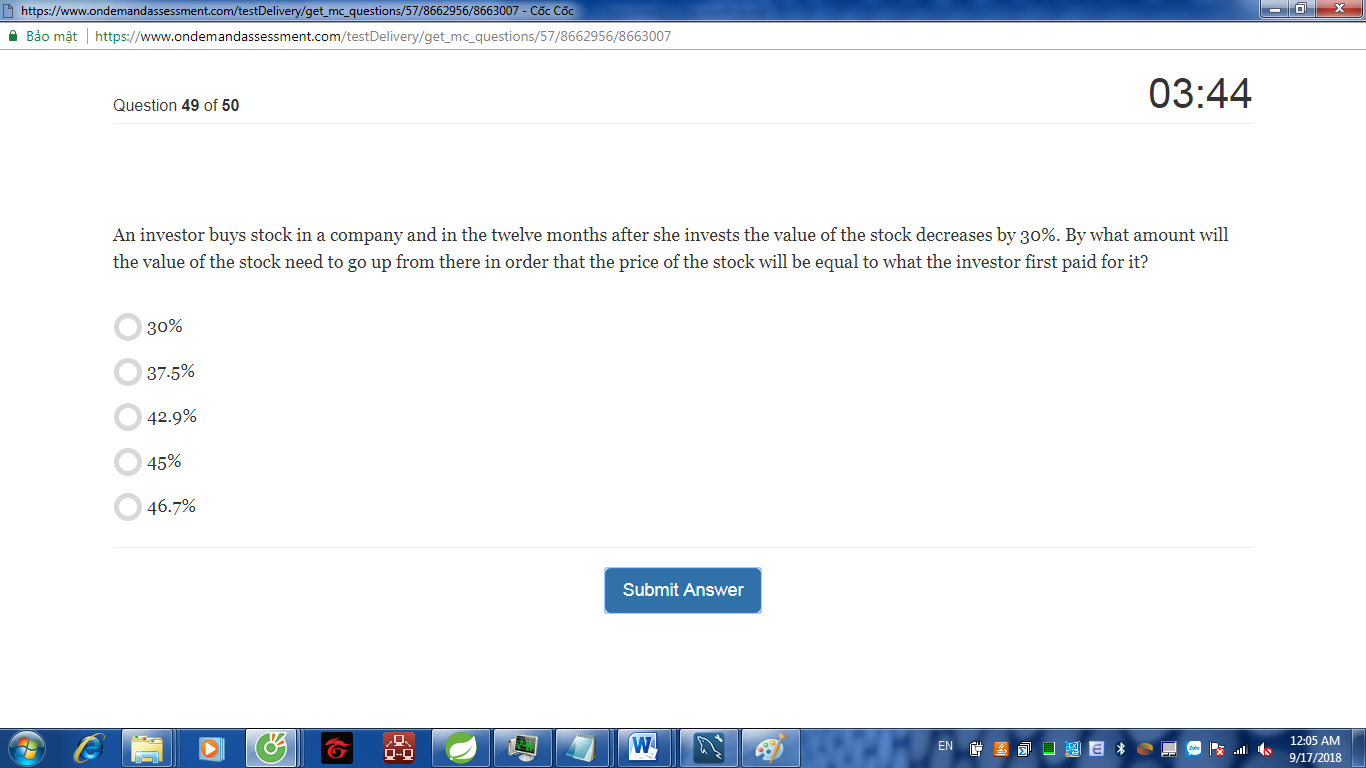 https://www.ondemandassessment.com/testDelivery/get_mc_questions/57/8662956/8663007 - Cốc Cốc
Bảo mật https://www.ondemandassessment.com/testDelivery/get_mc_questions/57/8662956/8663007
Question 49 of 50
03:44
An investor buys stock in a company and in the twelve months after she invests the value of the stock decreases by 30%. By what amount will
the value of the stock need to go up from there in order that the price of the stock will be equal to what the investor first paid for it?
30%
37.5%
42.9%
45%
46.7%
Submit Answer
EN
12:05 AM
9/17/2018